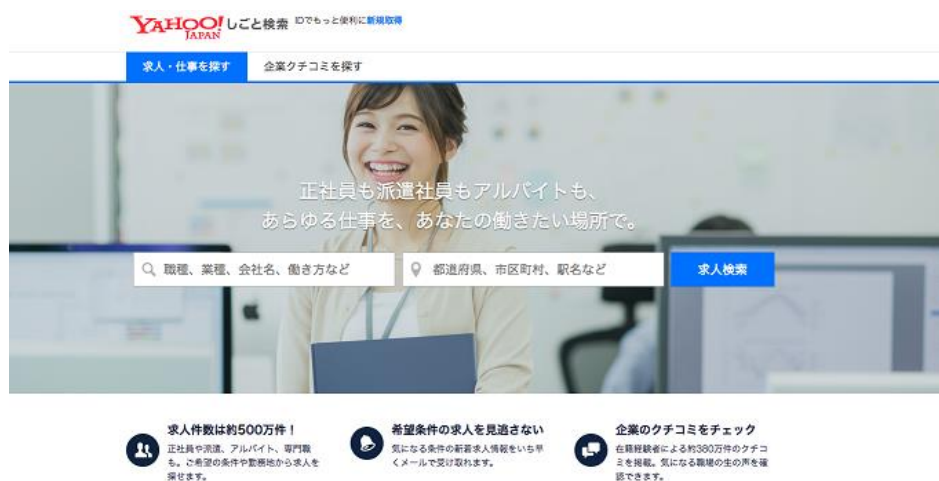 YAHOO! JAPAN しごと検索 IDでもっと便利に新規取得
求人・仕事を探す 企業クチコミを探す
正社員も派遣社員もアルバイトも、
あらゆる仕事を、あなたの働きたい場所で。
職種、業種、会社名、働き方など 都道府県、市区町村、駅名など 求人検索
求人件数は約500万件！
正社員や派遣、アルバイト、専門職
も。ご希望の条件や勤務地から求人を
探せます。
希望条件の求人を見逃さない
気になる条件の新着求人情報をいち早
くメールで受け取れます。
企業のクチコミをチェック
在籍経験者による約380万件のクチコ
ミを掲載。気になる職場の生の声を確
認できます。